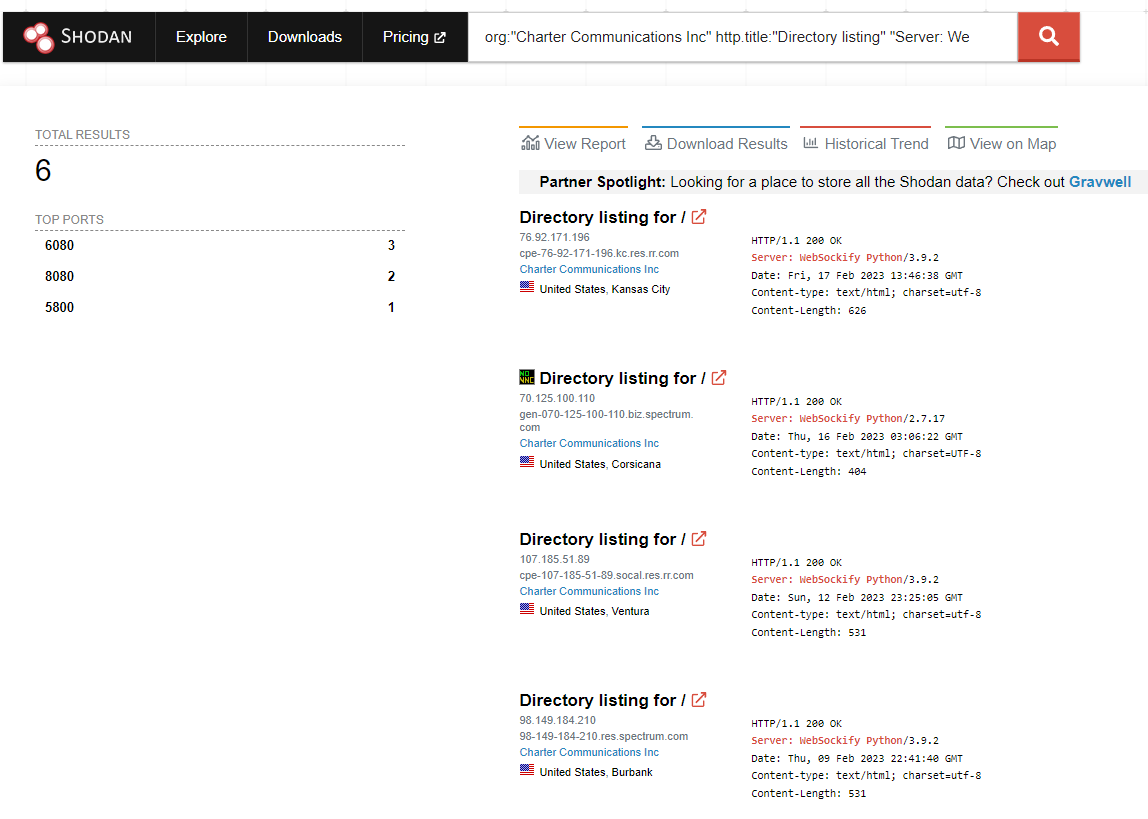 SHODAN Explore Downloads Pricing org:"Charter Communications Inc" http.title:"Directory listing" "Server: We
TOTAL RESULTS
6
TOP PORTS
6080 3
8080 2
5800 1
View Report Download Results Historical Trend View on Map
Partner Spotlight: Looking for a place to store all the Shodan data? Check out Gravwell
Directory listing for /
76.92.171.196
cpe-76-92-171-196.kc.res.rr.com
Charter Communications Inc
United States, Kansas City
HTTP/1.1 200 OK
Server: WebSockify Python/3.9.2
Date: Fri, 17 Feb 2023 13:46:38 GMT
Content-type: text/html; charset=utf-8
Content-Length: 626
NO
VNC
Directory listing for /
70.125.100.110
gen-070-125-100-110.biz.spectrum.
com
Charter Communications Inc
United States, Corsicana
HTTP/1.1 200 OK
Server: WebSockify Python/2.7.17
Date: Thu, 16 Feb 2023 03:06:22 GMT
Content-type: text/html; charset=UTF-8
Content-Length: 404
Directory listing for /
107.185.51.89
cpe-107-185-51-89.socal.res.rr.com
Charter Communications Inc
United States, Ventura
HTTP/1.1 200 OK
Server: WebSockify Python/3.9.2
Date: Sun, 12 Feb 2023 23:25:05 GMT
Content-type: text/html; charset=utf-8
Content-Length: 531
Directory listing for /
98.149.184.210
98-149-184-210.res.spectrum.com
Charter Communications Inc
United States, Burbank
HTTP/1.1 200 OK
Server: WebSockify Python/3.9.2
Date: Thu, 09 Feb 2023 22:41:40 GMT
Content-type: text/html; charset=utf-8
Content-Length: 531